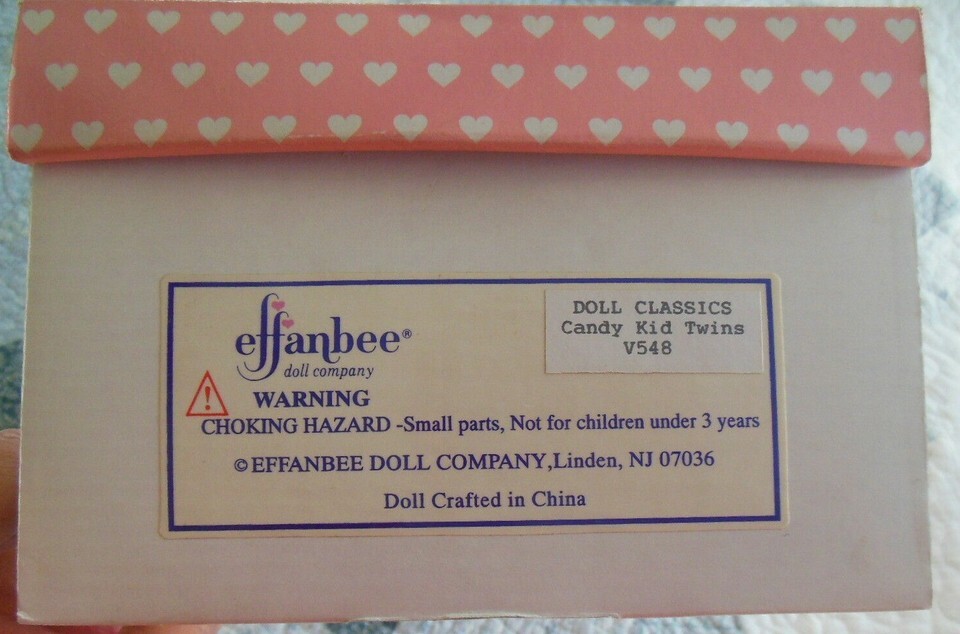 effanbee®
doll company
DOLL CLASSICS
Candy Kid Twins
V548
WARNING
CHOKING HAZARD -Small parts, Not for children under 3 years
©EFFANBEE DOLL COMPANY,Linden, NJ 07036
Doll Crafted in China